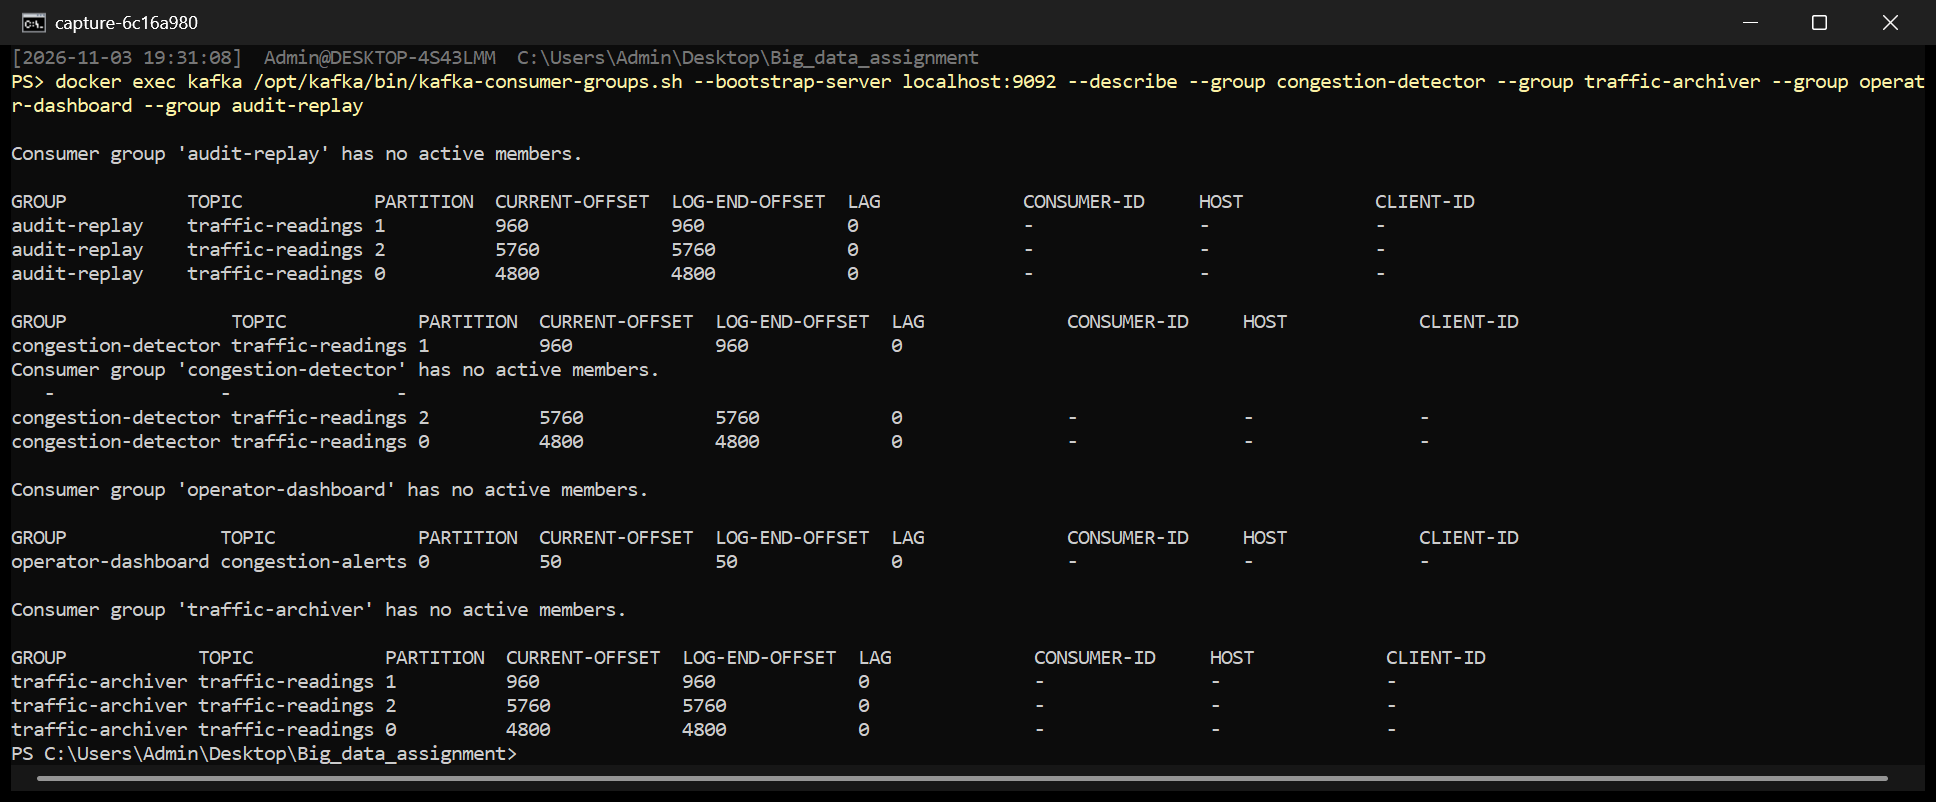 capture-6c16a980
[2026-11-03 19:31:08]  Admin@DESKTOP-4S43LMM  C:\Users\Admin\Desktop\Big_data_assignment
PS> docker exec kafka /opt/kafka/bin/kafka-consumer-groups.sh --bootstrap-server localhost:9092 --describe --group congestion-detector --group traffic-archiver --group operat
r-dashboard --group audit-replay
Consumer group 'audit-replay' has no active members.
GROUP           TOPIC            PARTITION  CURRENT-OFFSET  LOG-END-OFFSET  LAG             CONSUMER-ID     HOST            CLIENT-ID
audit-replay    traffic-readings 1          960             960             0               -               -               -
audit-replay    traffic-readings 2          5760            5760            0               -               -               -
audit-replay    traffic-readings 0          4800            4800            0               -               -               -
GROUP               TOPIC            PARTITION  CURRENT-OFFSET  LOG-END-OFFSET  LAG             CONSUMER-ID     HOST            CLIENT-ID
congestion-detector traffic-readings 1          960             960             0
Consumer group 'congestion-detector' has no active members.
   -               -               -
congestion-detector traffic-readings 2          5760            5760            0               -               -               -
congestion-detector traffic-readings 0          4800            4800            0               -               -               -
Consumer group 'operator-dashboard' has no active members.
GROUP              TOPIC             PARTITION  CURRENT-OFFSET  LOG-END-OFFSET  LAG             CONSUMER-ID     HOST            CLIENT-ID
operator-dashboard congestion-alerts 0          50              50              0               -               -               -
Consumer group 'traffic-archiver' has no active members.
GROUP            TOPIC            PARTITION  CURRENT-OFFSET  LOG-END-OFFSET  LAG             CONSUMER-ID     HOST            CLIENT-ID
traffic-archiver traffic-readings 1          960             960             0               -               -               -
traffic-archiver traffic-readings 2          5760            5760            0               -               -               -
traffic-archiver traffic-readings 0          4800            4800            0               -               -               -
PS C:\Users\Admin\Desktop\Big_data_assignment>